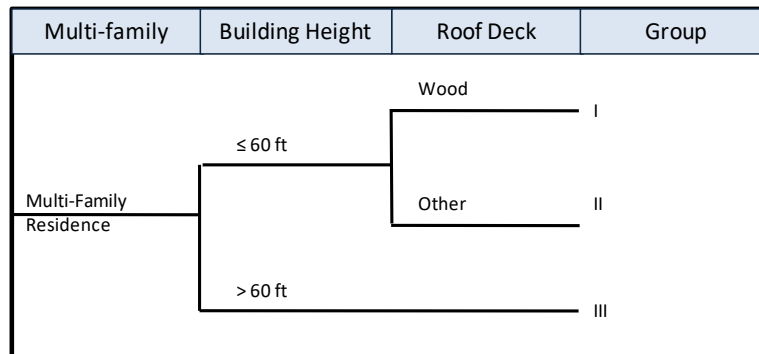 Multi-family Building Height Roof Deck Group
Wood
I
≤ 60 ft
Multi-Family
Residence
Other
II
> 60 ft
III